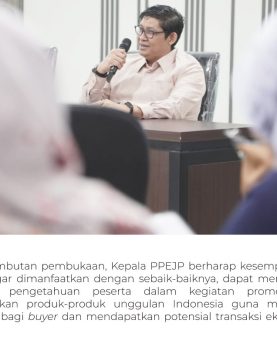 mbutan pembukaan, Kepala PPEJP berharap kesemp
gar dimanfaatkan dengan sebaik-baiknya, dapat me
pengetahuan peserta dalam kegiatan promo
kan produk-produk unggulan Indonesia guna m
bagi buyer dan mendapatkan potensial transaksi ek